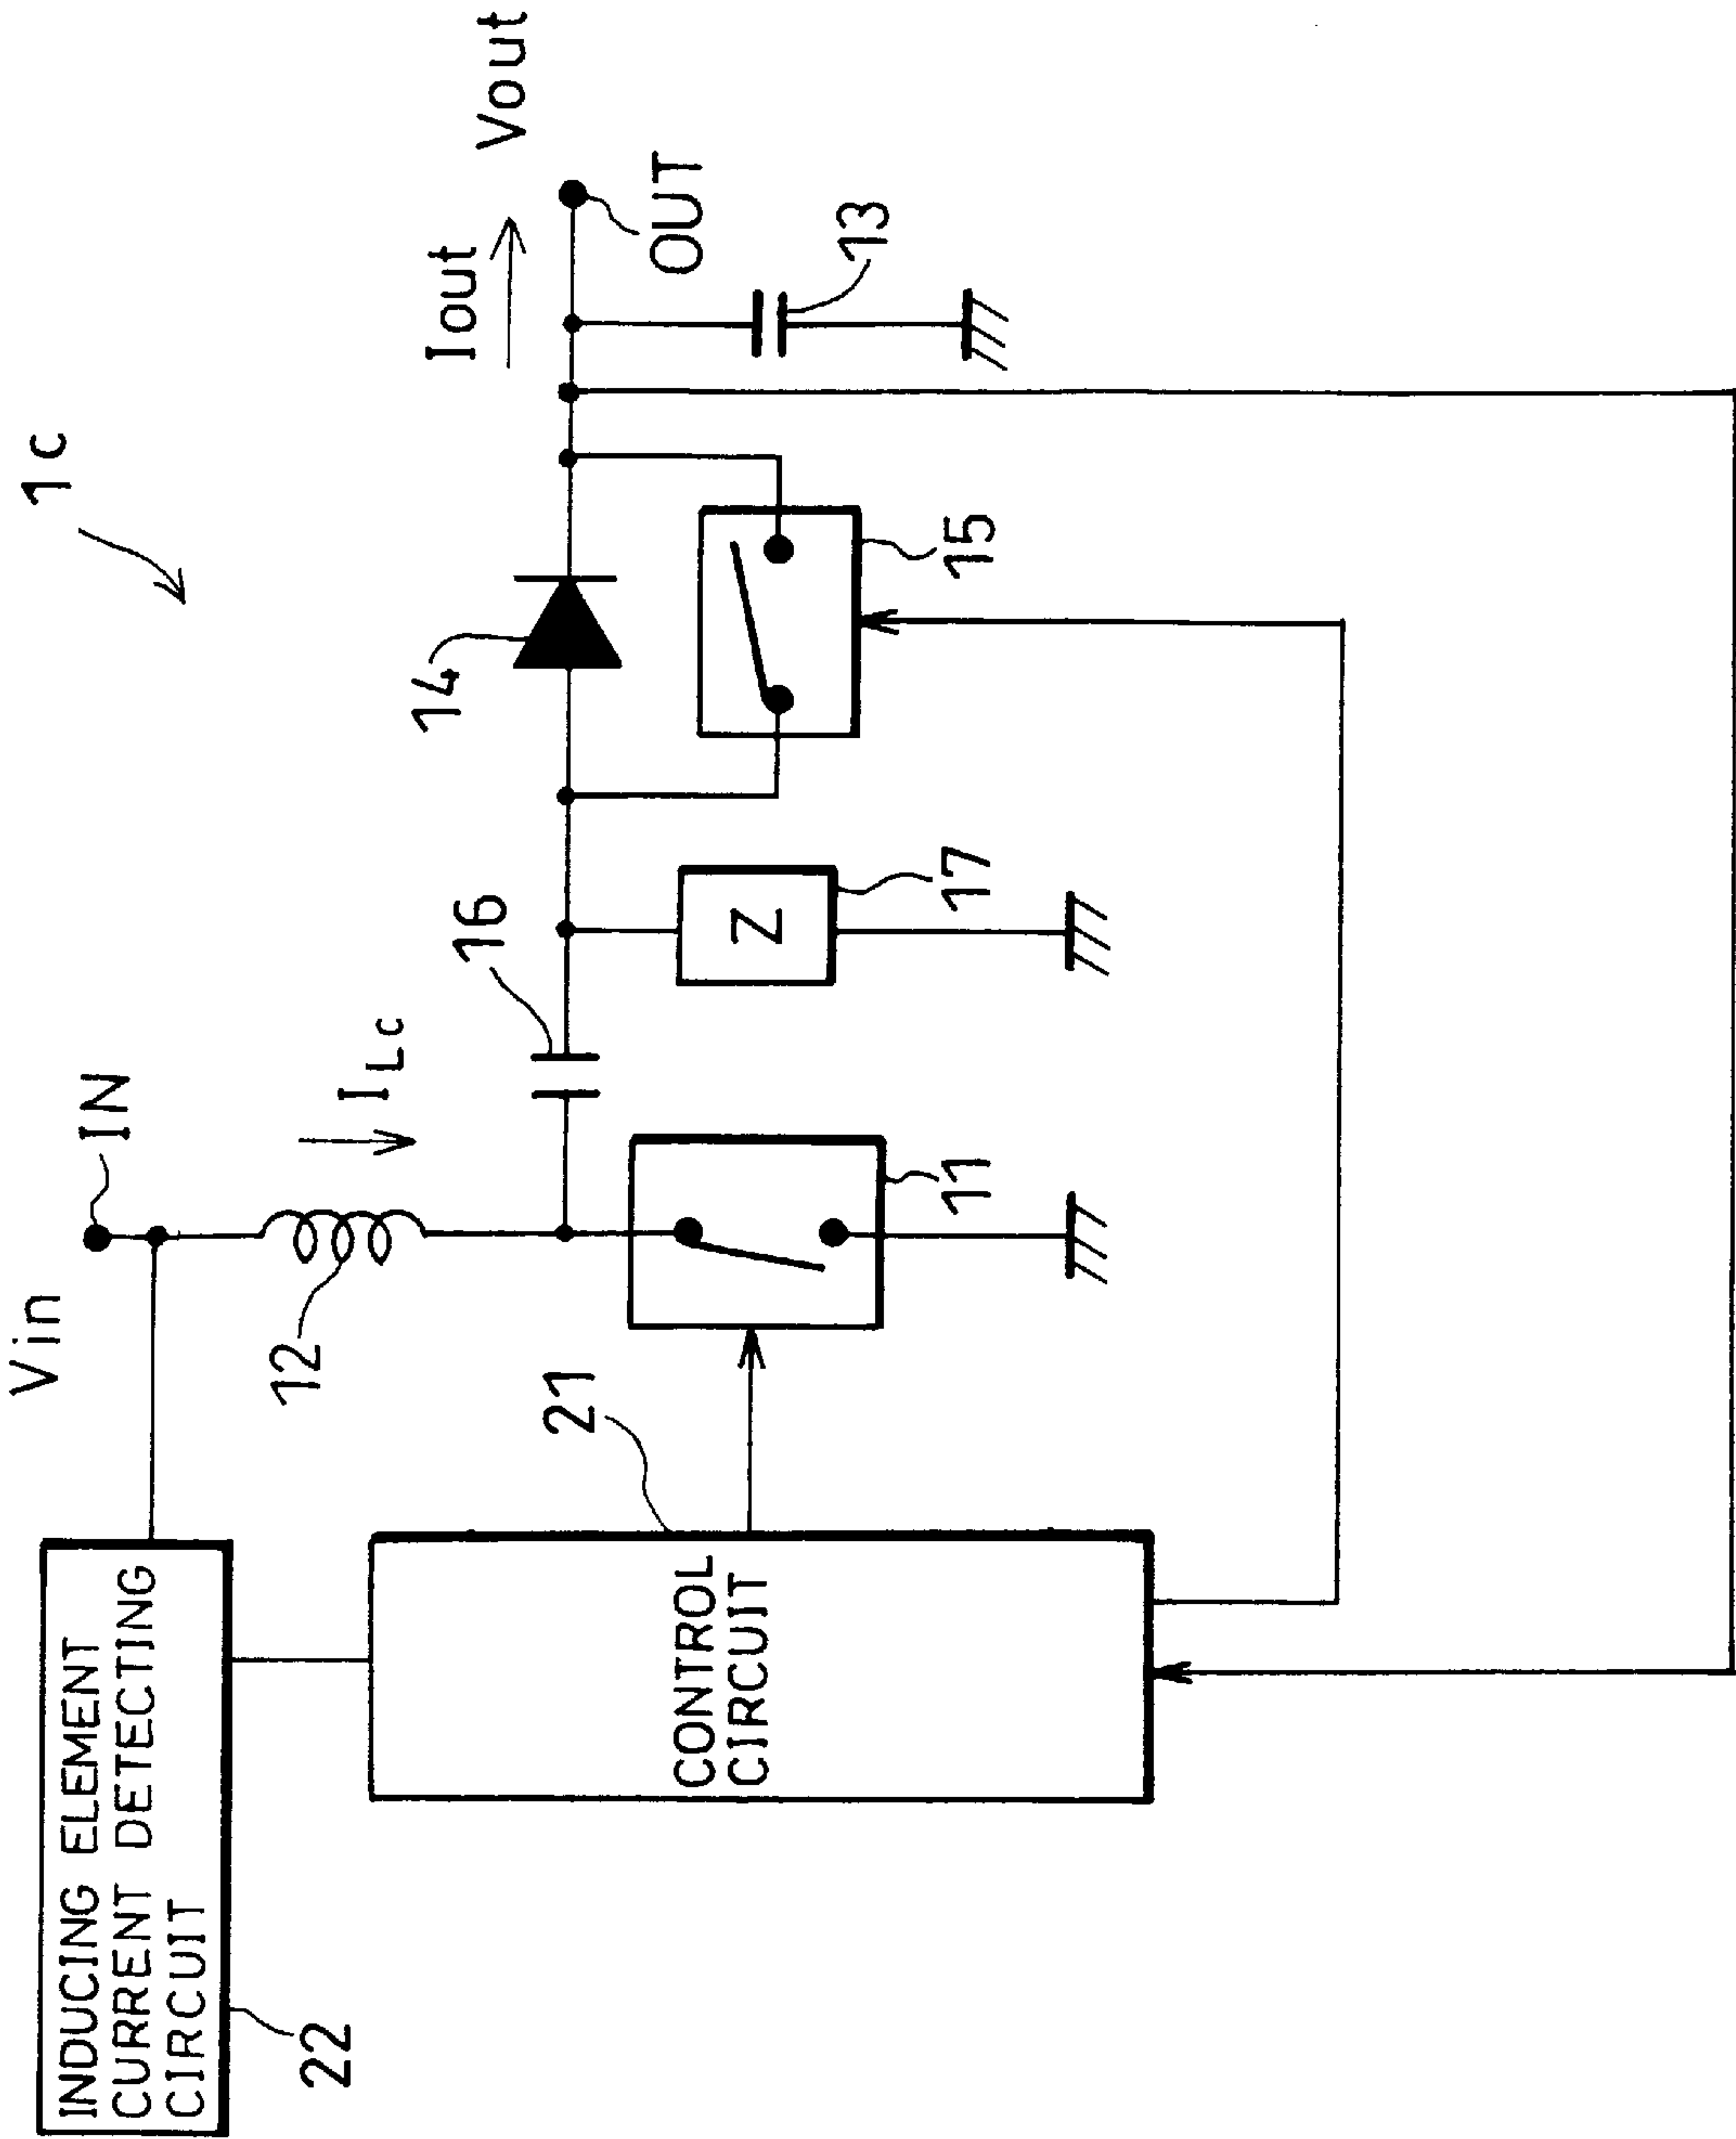 1c
Vin
IN
ILc
Iout
Vout
OUT
12
16
14
13
15
17
11
21
INDUCING ELEMENT
CURRENT DETECTING
CIRCUIT
22
CONTROL
CIRCUIT
Z